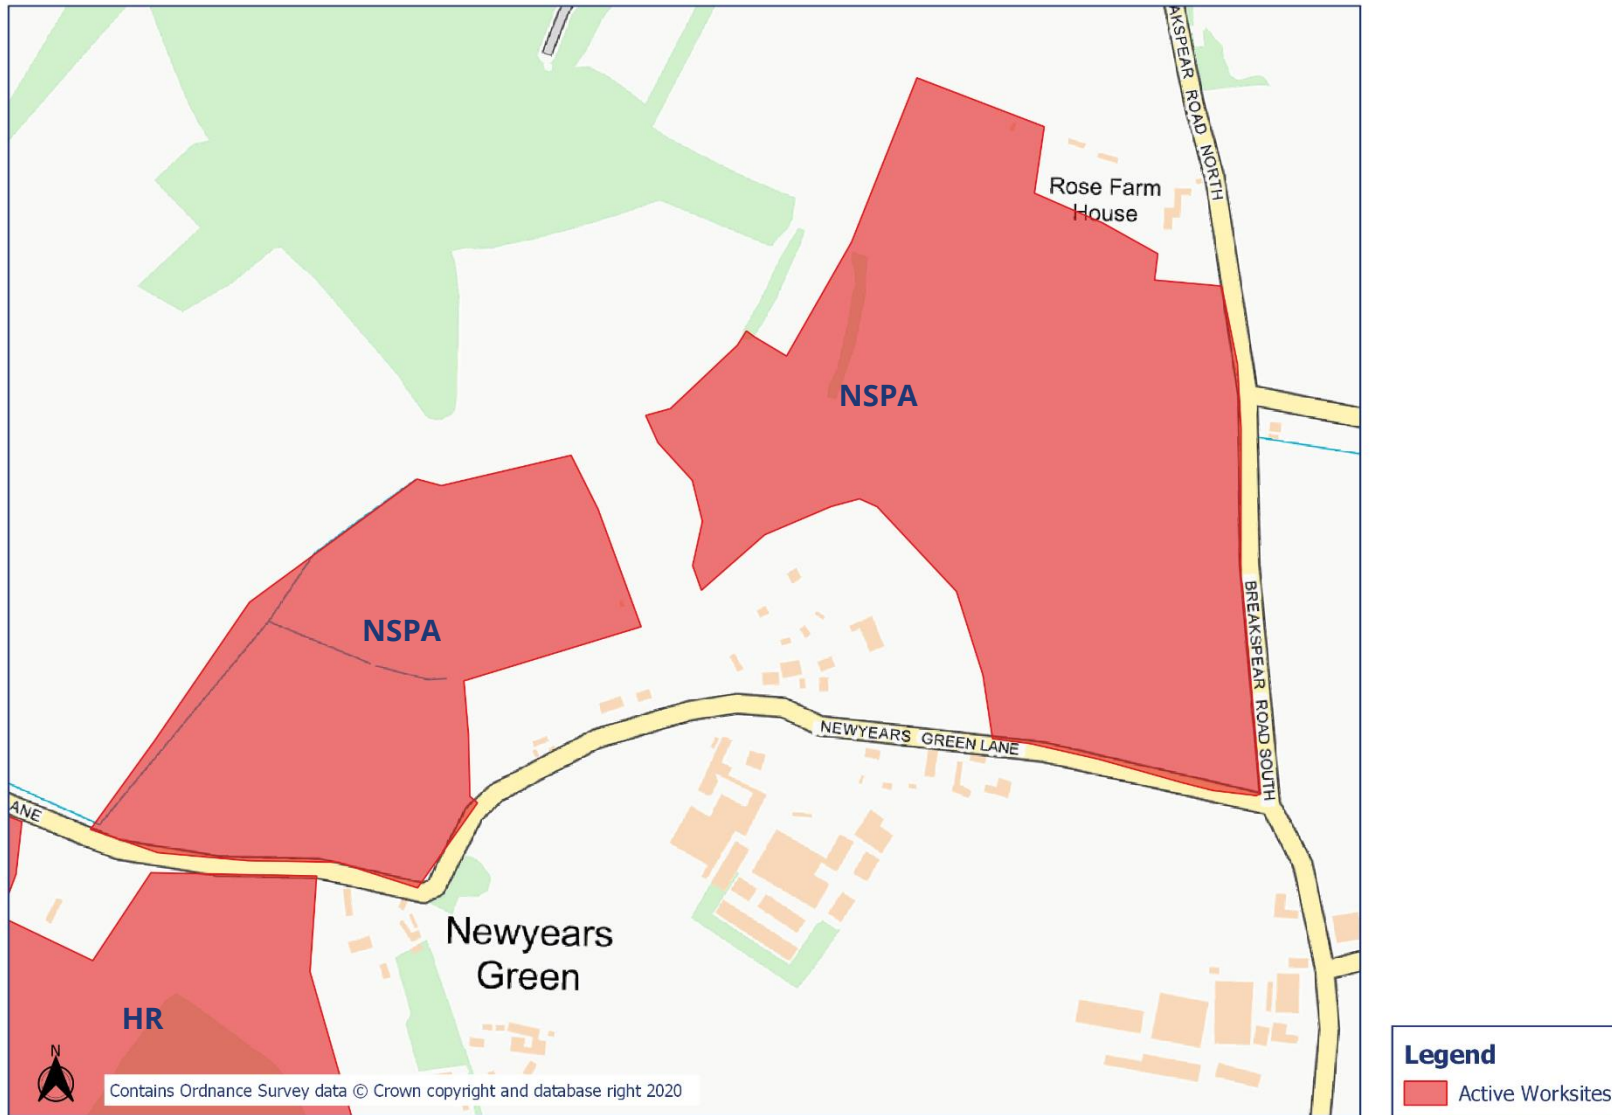 AKSPEAR ROAD NORTH
Rose Farm
House
NSPA
NSPA
NEWYEARS GREEN LANE
BREAKSPEAR ROAD SOUTH
ANE
Newyears
Green
HR
N
Contains Ordnance Survey data © Crown copyright and database right 2020
Legend
Active Worksites